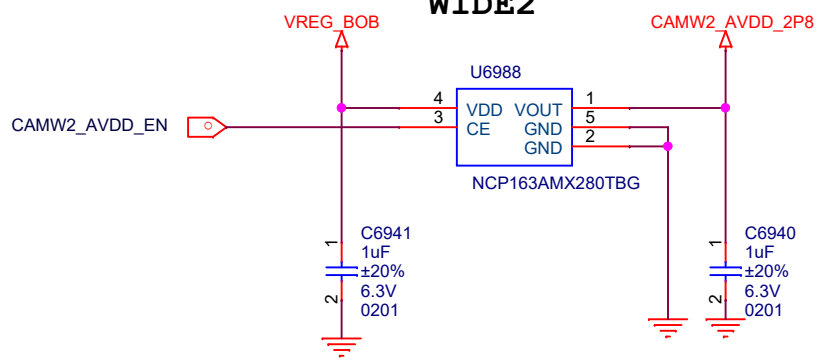 WIDE2
VREG_BOB
CAMW2_AVDD_2P8
U6988
4 VDD VOUT 1
CAMW2_AVDD_EN 3 CE GND 5
GND 2
NCP163AMX280TBG
1 C6941
1uF
±20%
2 6.3V
0201
1 C6940
1uF
±20%
2 6.3V
0201